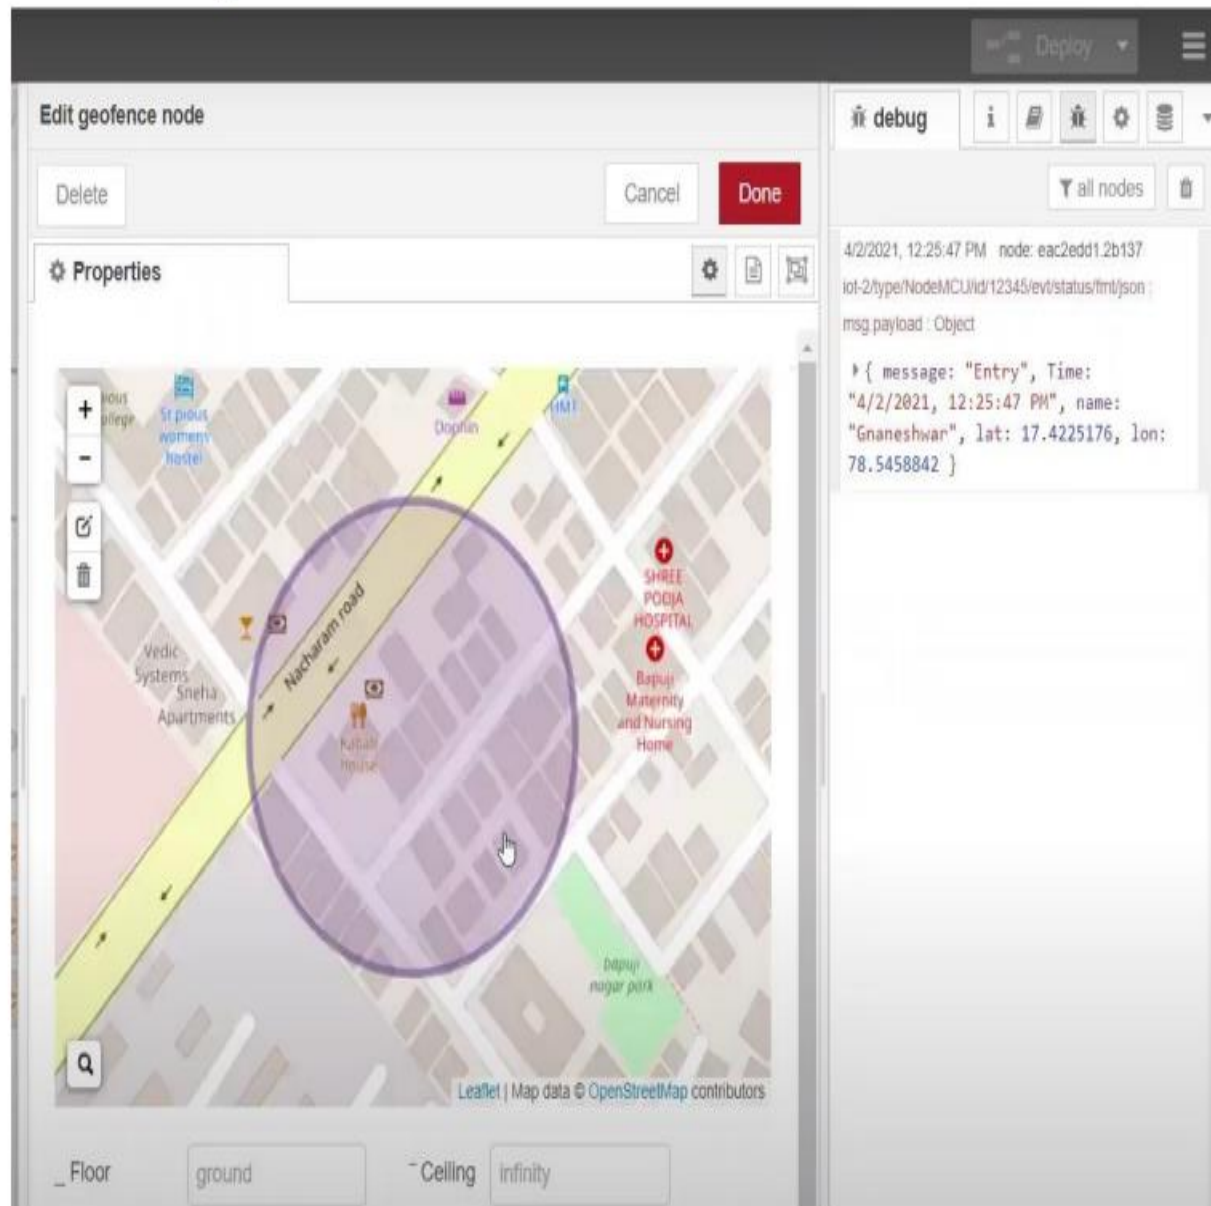 Deploy
Edit geofence node
debug
i
Delete
Cancel
Done
all nodes
Properties
4/2/2021, 12:25:47 PM node: eac2edd1.2b137
iot-2/type/NodeMCU/id/12345/evt/status/fmt/json :
msg.payload : Object
{ message: "Entry", Time:
"4/2/2021, 12:25:47 PM", name:
"Gnaneshwar", lat: 17.4225176, lon:
78.5458842 }
+
-
St pious
womens
hostel
Dophin
HMT
SHREE
POOJA
HOSPITAL
Nacharam road
Vedic
Systems
Sneha
Apartments
Bapuji
Maternity
and Nursing
Home
Kabab
House
bapuji
nagar park
Leaflet | Map data © OpenStreetMap contributors
_ Floor
ground
‾ Ceiling
infinity